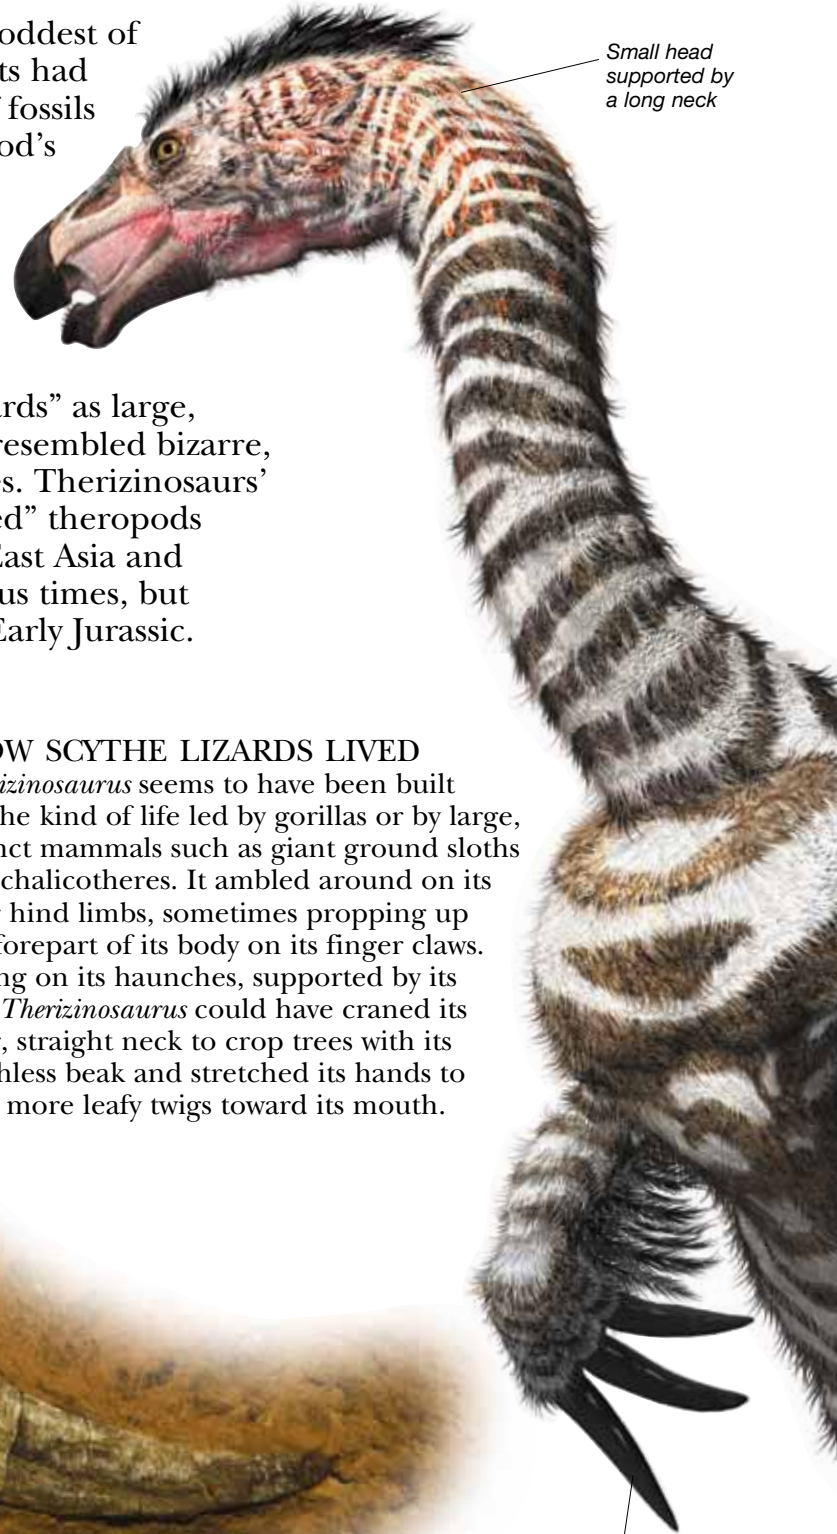 oddest of
ts had
fossils
od’s
Small head
supported by
a long neck
rds” as large,
resembled bizarre,
s. Therizinosaurs’
ed” theropods
East Asia and
us times, but
Early Jurassic.
OW SCYTHE LIZARDS LIVED
izinosaurus seems to have been built
he kind of life led by gorillas or by large,
nct mammals such as giant ground sloths
chalicotheres. It ambled around on its
hind limbs, sometimes propping up
forepart of its body on its finger claws.
ng on its haunches, supported by its
Therizinosaurus could have craned its
, straight neck to crop trees with its
hless beak and stretched its hands to
more leafy twigs toward its mouth.